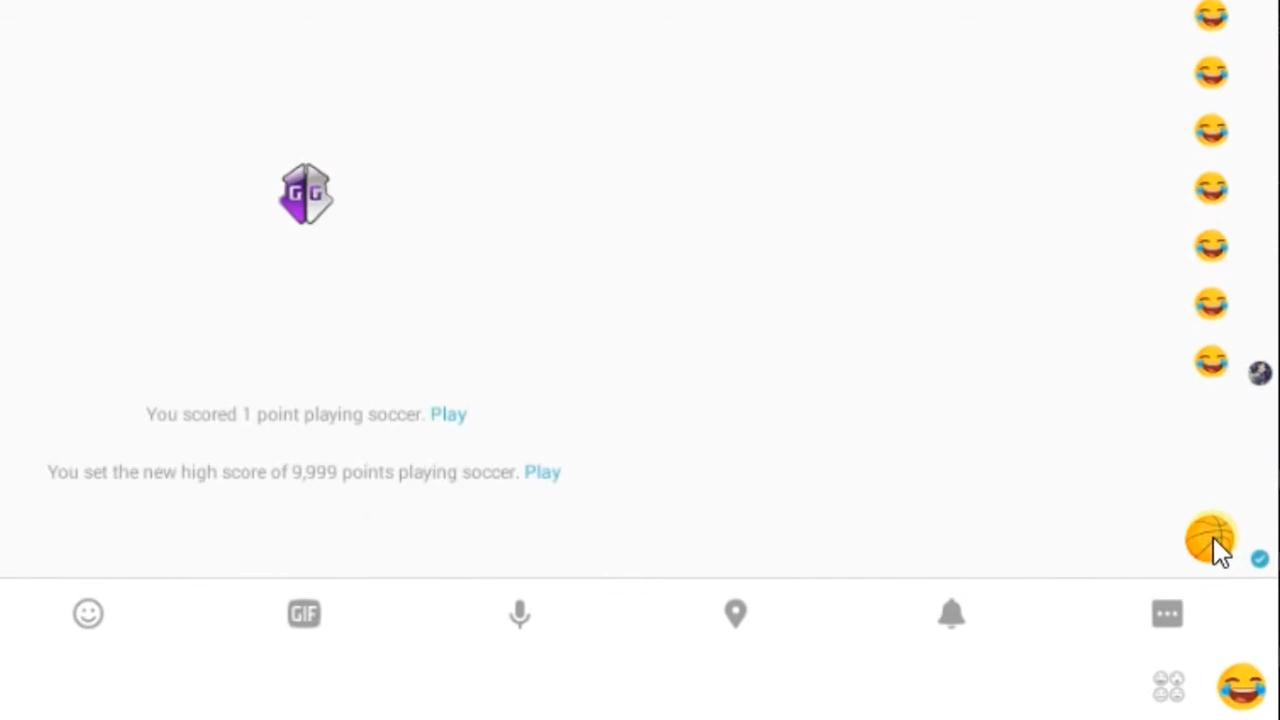 GG
You scored 1 point playing soccer. Play
You set the new high score of 9,999 points playing soccer. Play
GIF